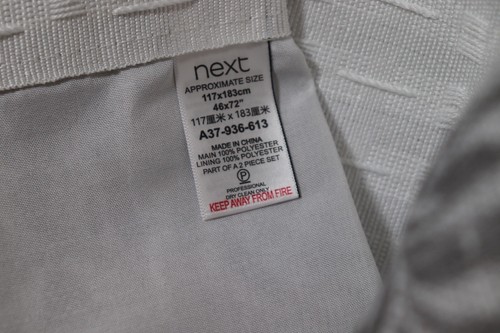 next
APPROXIMATE SIZE
117x183cm
46x72"
117厘米 x 183厘米
A37-936-613
MADE IN CHINA
MAIN 100% POLYESTER
LINING 100% POLYESTER
PART OF A 2 PIECE SET
P
PROFESSIONAL
DRY CLEAN ONLY
KEEP AWAY FROM FIRE